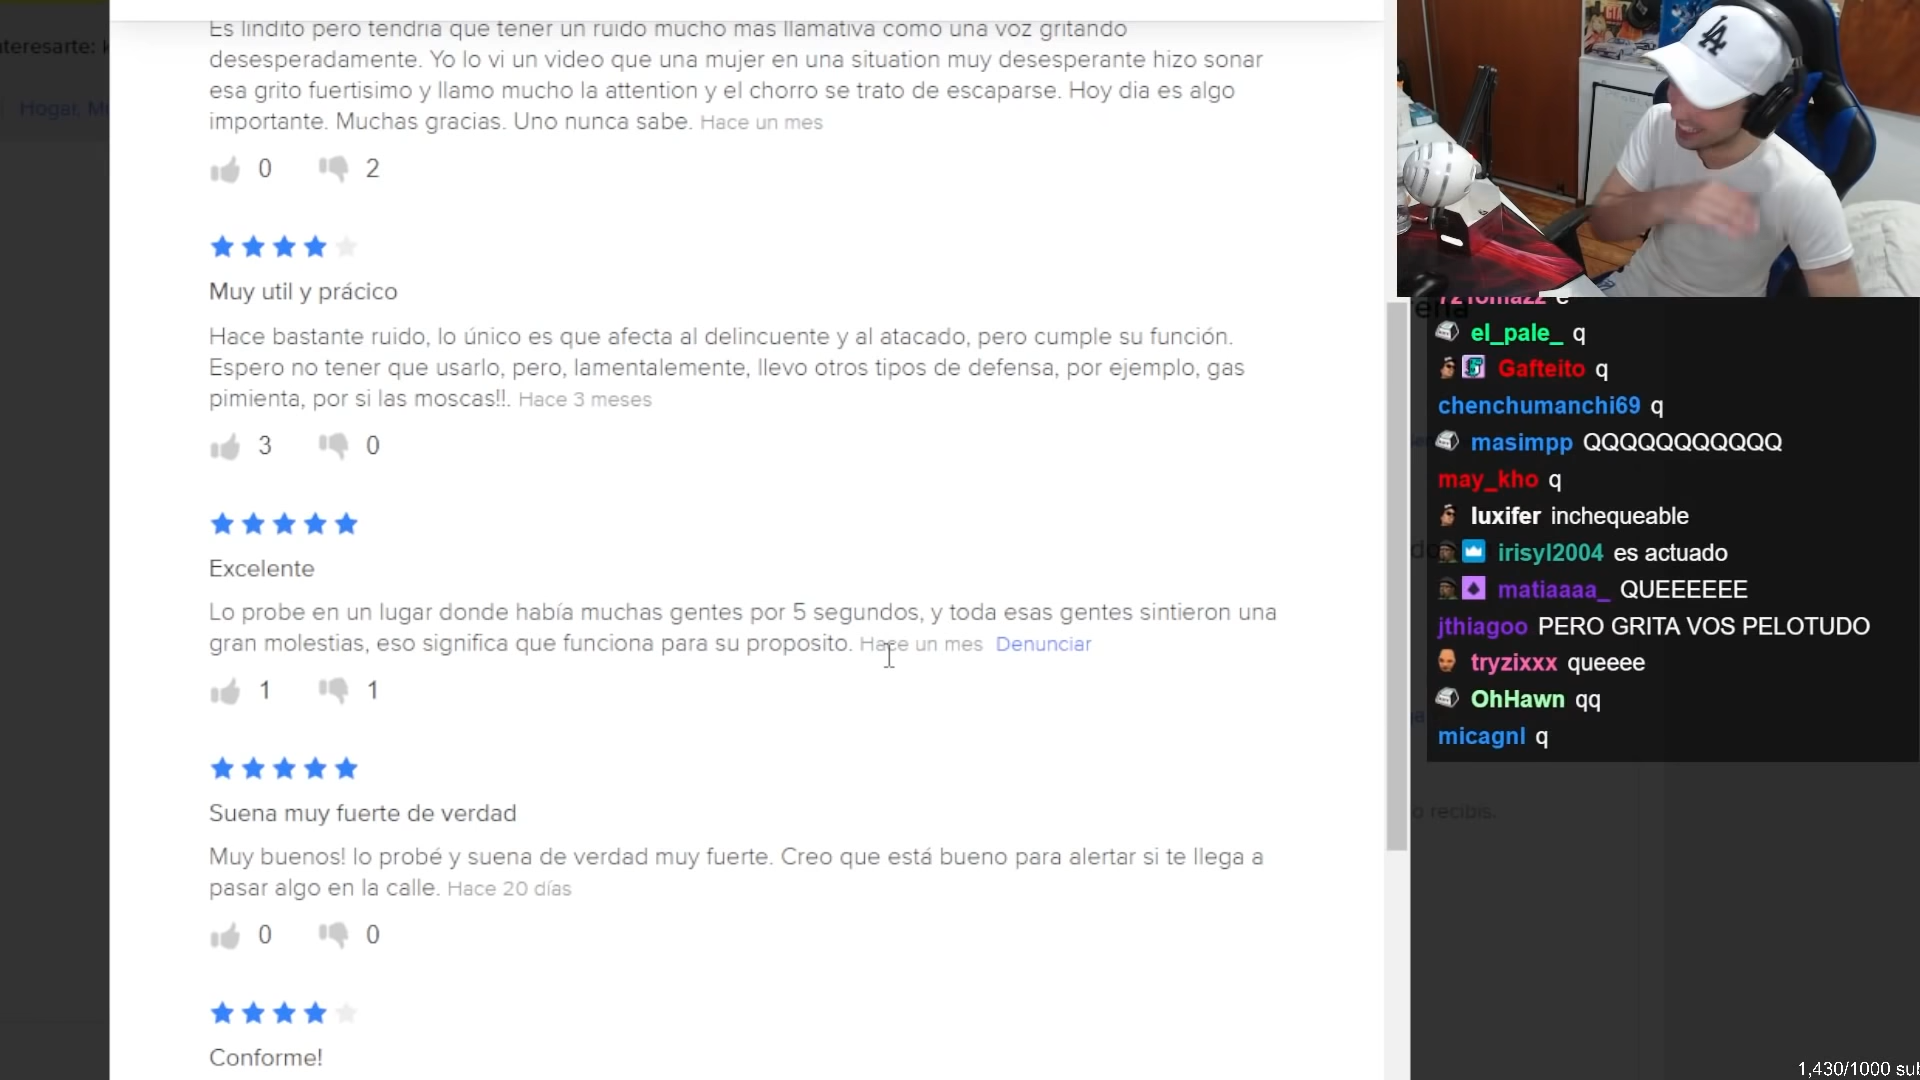 Es lindito pero tendria que tener un ruido mucho mas llamativa como una voz gritando
desesperadamente. Yo lo vi un video que una mujer en una situation muy desesperante hizo sonar
esa grito fuertisimo y llamo mucho la attention y el chorro se trato de escaparse. Hoy dia es algo
importante. Muchas gracias. Uno nunca sabe. Hace un mes
0 2
Muy util y prácico
Hace bastante ruido, lo único es que afecta al delincuente y al atacado, pero cumple su función.
Espero no tener que usarlo, pero, lamentalemente, llevo otros tipos de defensa, por ejemplo, gas
pimienta, por si las moscas!!. Hace 3 meses
3 0
Excelente
Lo probe en un lugar donde había muchas gentes por 5 segundos, y toda esas gentes sintieron una
gran molestias, eso significa que funciona para su proposito. Hace un mes Denunciar
1 1
Suena muy fuerte de verdad
Muy buenos! lo probé y suena de verdad muy fuerte. Creo que está bueno para alertar si te llega a
pasar algo en la calle. Hace 20 días
0 0
Conforme!
nteresarte:
Hogar, M
LA
el_pale_ q
Gafteito q
chenchumanchi69 q
masimpp QQQQQQQQQQQ
may_kho q
luxifer inchequeable
irisyl2004 es actuado
matiaaaa_ QUEEEEEE
jthiagoo PERO GRITA VOS PELOTUDO
tryzixxx queeee
OhHawn qq
micagnl q
o recibís.
1,430/1000 sub